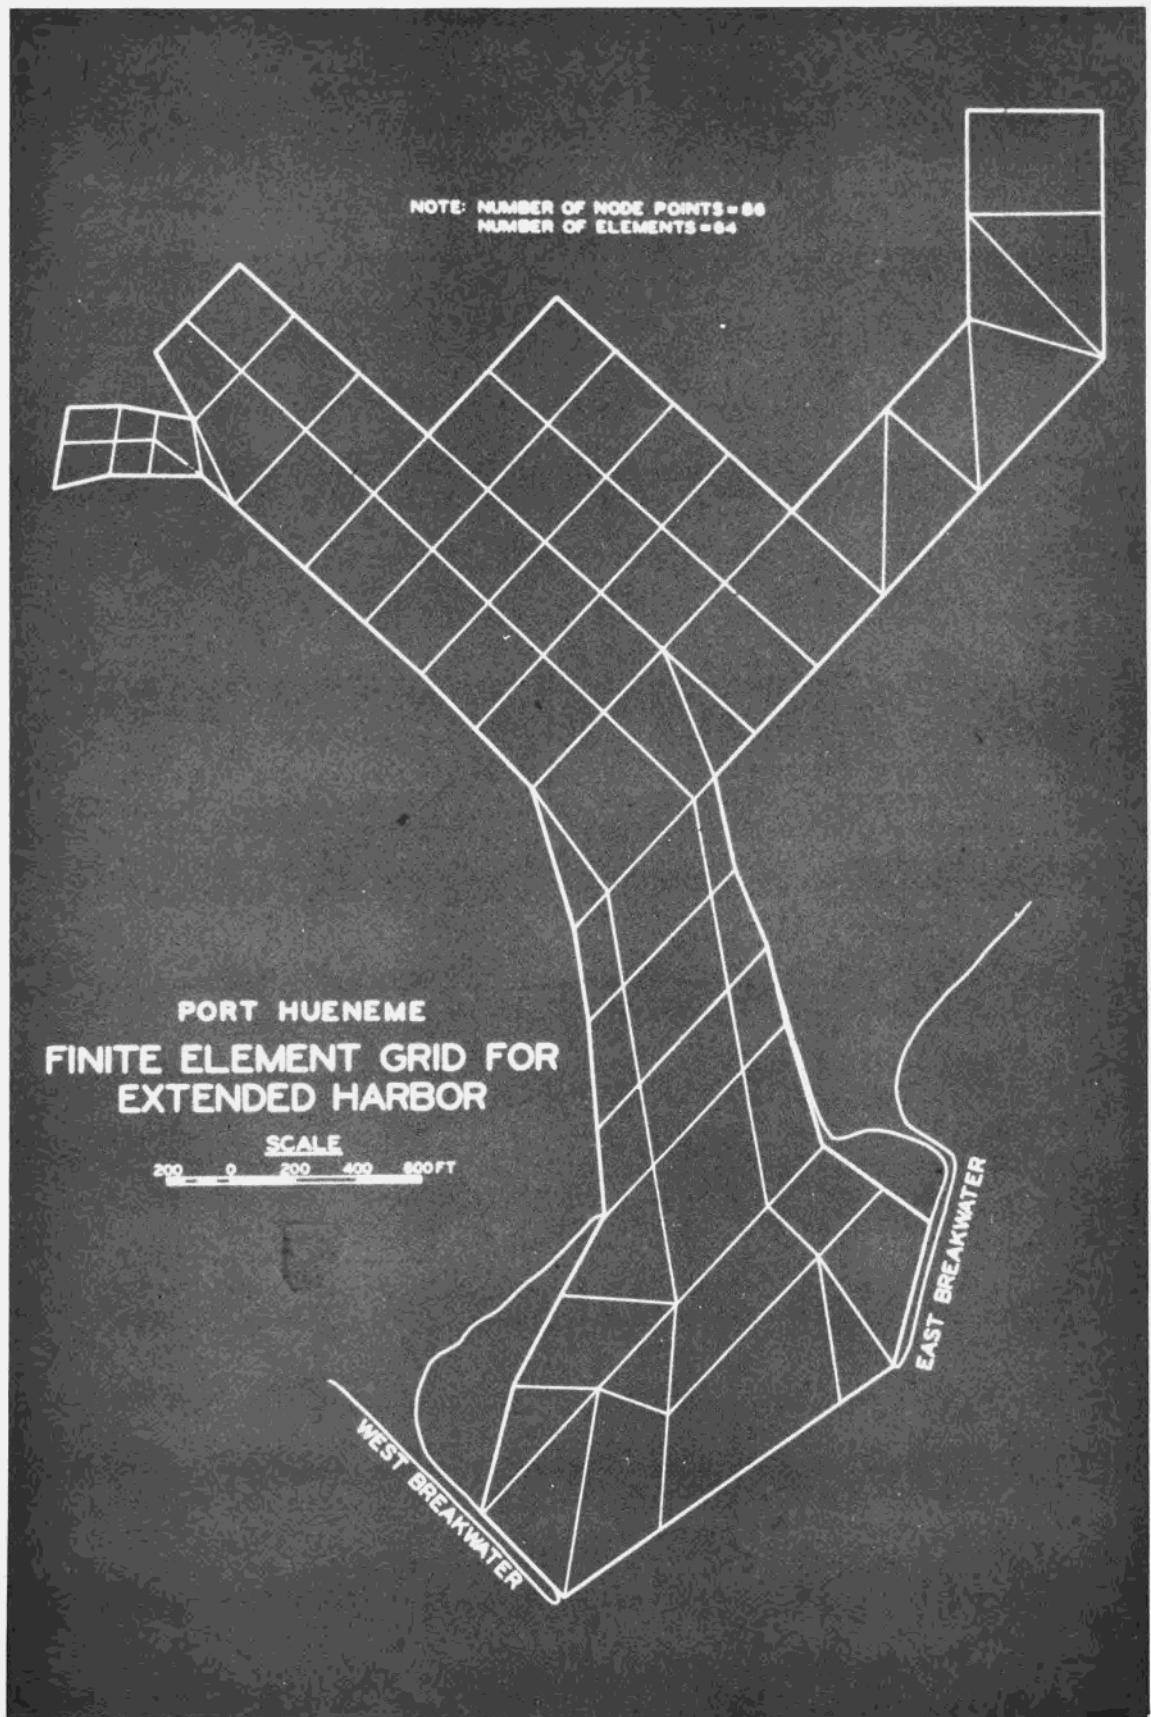 NOTE: NUMBER OF NODE POINTS=86
NUMBER OF ELEMENTS=64
PORT HUENEME
FINITE ELEMENT GRID FOR
EXTENDED HARBOR
SCALE
200 0 200 400 600 FT
EAST BREAKWATER
WEST BREAKWATER